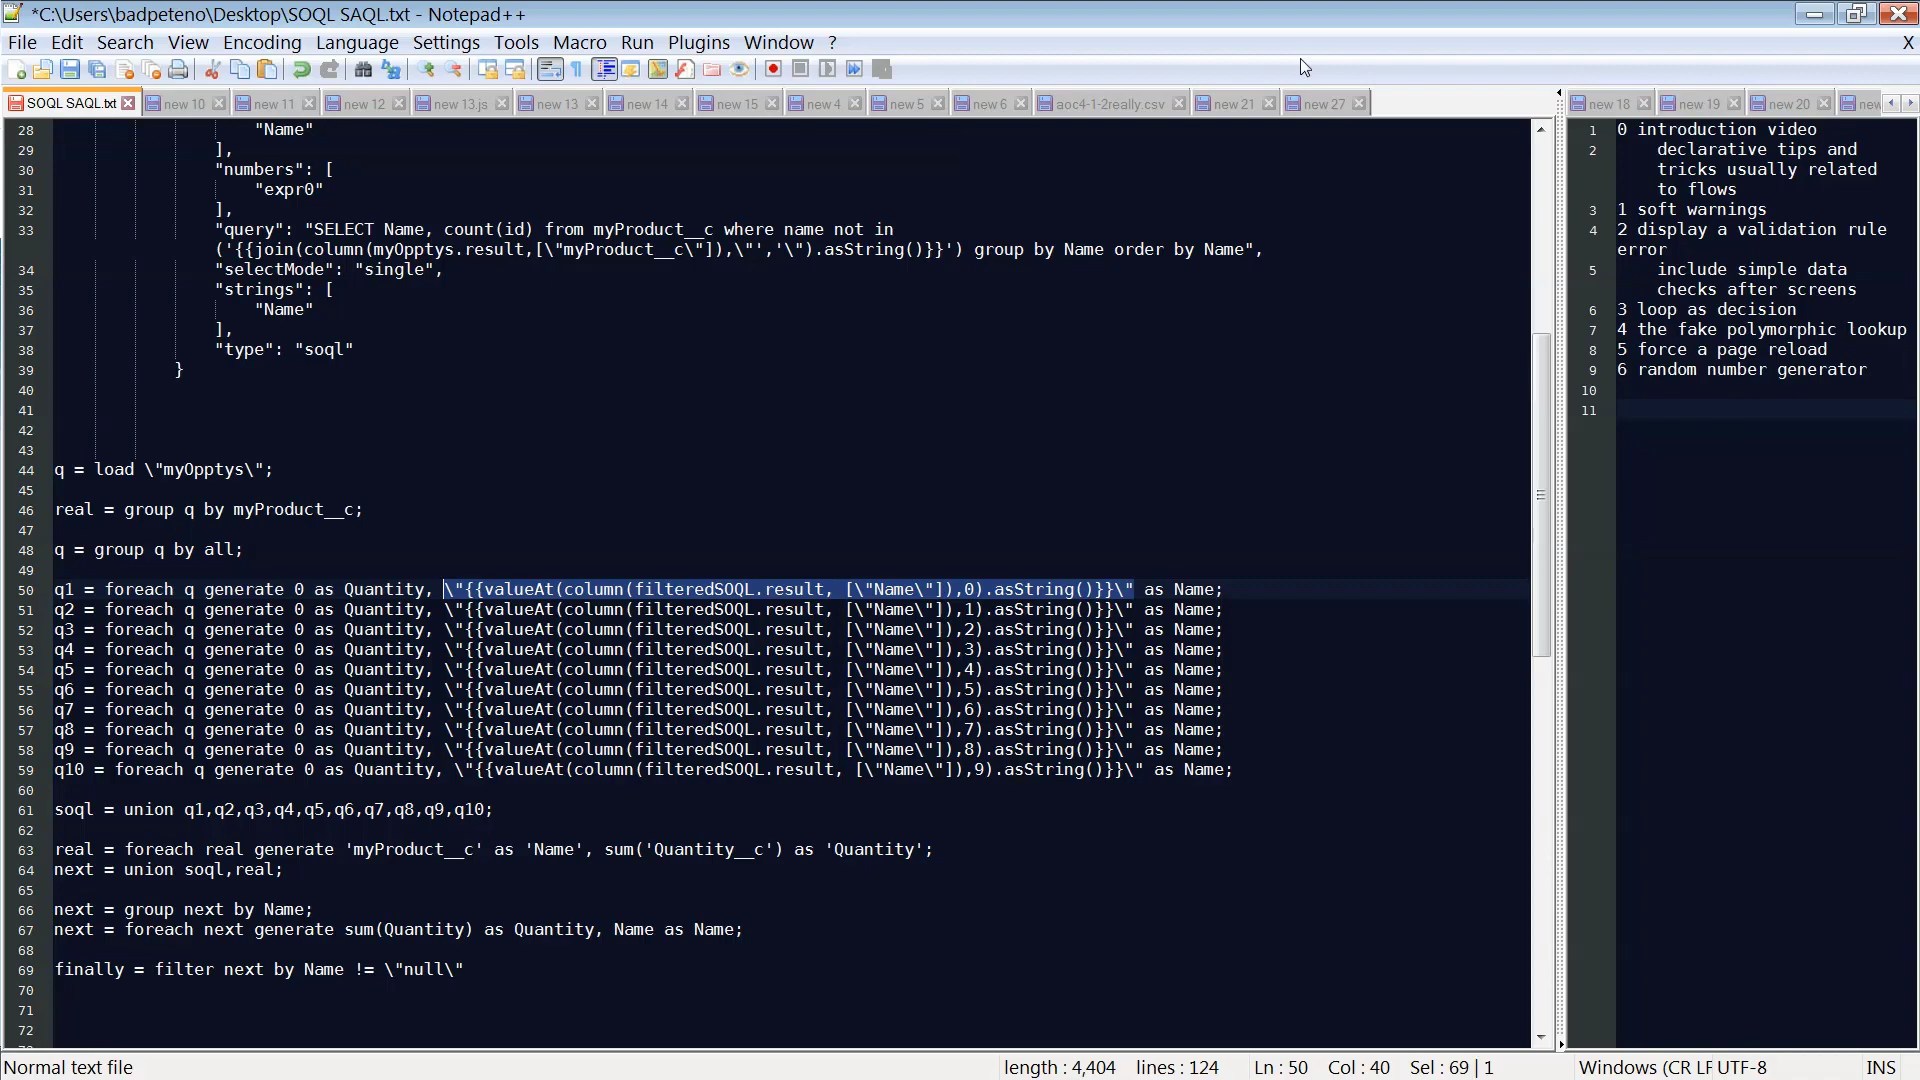 *C:\Users\badpeteno\Desktop\SOQL SAQL.txt - Notepad++
File Edit Search View Encoding Language Settings Tools Macro Run Plugins Window ? X
SOQL SAQL.txt new 10 new 11 new 12 new 13.js new 13 new 14 new 15 new 4 new 5 new 6 aoc4-1-2really.csv new 21 new 27
28 "Name"
29 ],
30 "numbers": [
31 "expr0"
32 ],
33 "query": "SELECT Name, count(id) from myProduct__c where name not in
('{{join(column(myOpptys.result,[\"myProduct__c\"]),\"','\").asString()}}') group by Name order by Name",
34 "selectMode": "single",
35 "strings": [
36 "Name"
37 ],
38 "type": "soql"
39 }
40
41
42
43
44 q = load \"myOpptys\";
45
46 real = group q by myProduct__c;
47
48 q = group q by all;
49
50 q1 = foreach q generate 0 as Quantity, \"{{valueAt(column(filteredSOQL.result, [\"Name\"]),0).asString()}}\" as Name;
51 q2 = foreach q generate 0 as Quantity, \"{{valueAt(column(filteredSOQL.result, [\"Name\"]),1).asString()}}\" as Name;
52 q3 = foreach q generate 0 as Quantity, \"{{valueAt(column(filteredSOQL.result, [\"Name\"]),2).asString()}}\" as Name;
53 q4 = foreach q generate 0 as Quantity, \"{{valueAt(column(filteredSOQL.result, [\"Name\"]),3).asString()}}\" as Name;
54 q5 = foreach q generate 0 as Quantity, \"{{valueAt(column(filteredSOQL.result, [\"Name\"]),4).asString()}}\" as Name;
55 q6 = foreach q generate 0 as Quantity, \"{{valueAt(column(filteredSOQL.result, [\"Name\"]),5).asString()}}\" as Name;
56 q7 = foreach q generate 0 as Quantity, \"{{valueAt(column(filteredSOQL.result, [\"Name\"]),6).asString()}}\" as Name;
57 q8 = foreach q generate 0 as Quantity, \"{{valueAt(column(filteredSOQL.result, [\"Name\"]),7).asString()}}\" as Name;
58 q9 = foreach q generate 0 as Quantity, \"{{valueAt(column(filteredSOQL.result, [\"Name\"]),8).asString()}}\" as Name;
59 q10 = foreach q generate 0 as Quantity, \"{{valueAt(column(filteredSOQL.result, [\"Name\"]),9).asString()}}\" as Name;
60
61 soql = union q1,q2,q3,q4,q5,q6,q7,q8,q9,q10;
62
63 real = foreach real generate 'myProduct__c' as 'Name', sum('Quantity__c') as 'Quantity';
64 next = union soql,real;
65
66 next = group next by Name;
67 next = foreach next generate sum(Quantity) as Quantity, Name as Name;
68
69 finally = filter next by Name != \"null\"
70
71
72
new 18 new 19 new 20 new
1 0 introduction video
2 declarative tips and
tricks usually related
to flows
3 1 soft warnings
4 2 display a validation rule
error
5 include simple data
checks after screens
6 3 loop as decision
7 4 the fake polymorphic lookup
8 5 force a page reload
9 6 random number generator
10
11
Normal text file length : 4,404 lines : 124 Ln : 50 Col : 40 Sel : 69 | 1 Windows (CR LF UTF-8 INS